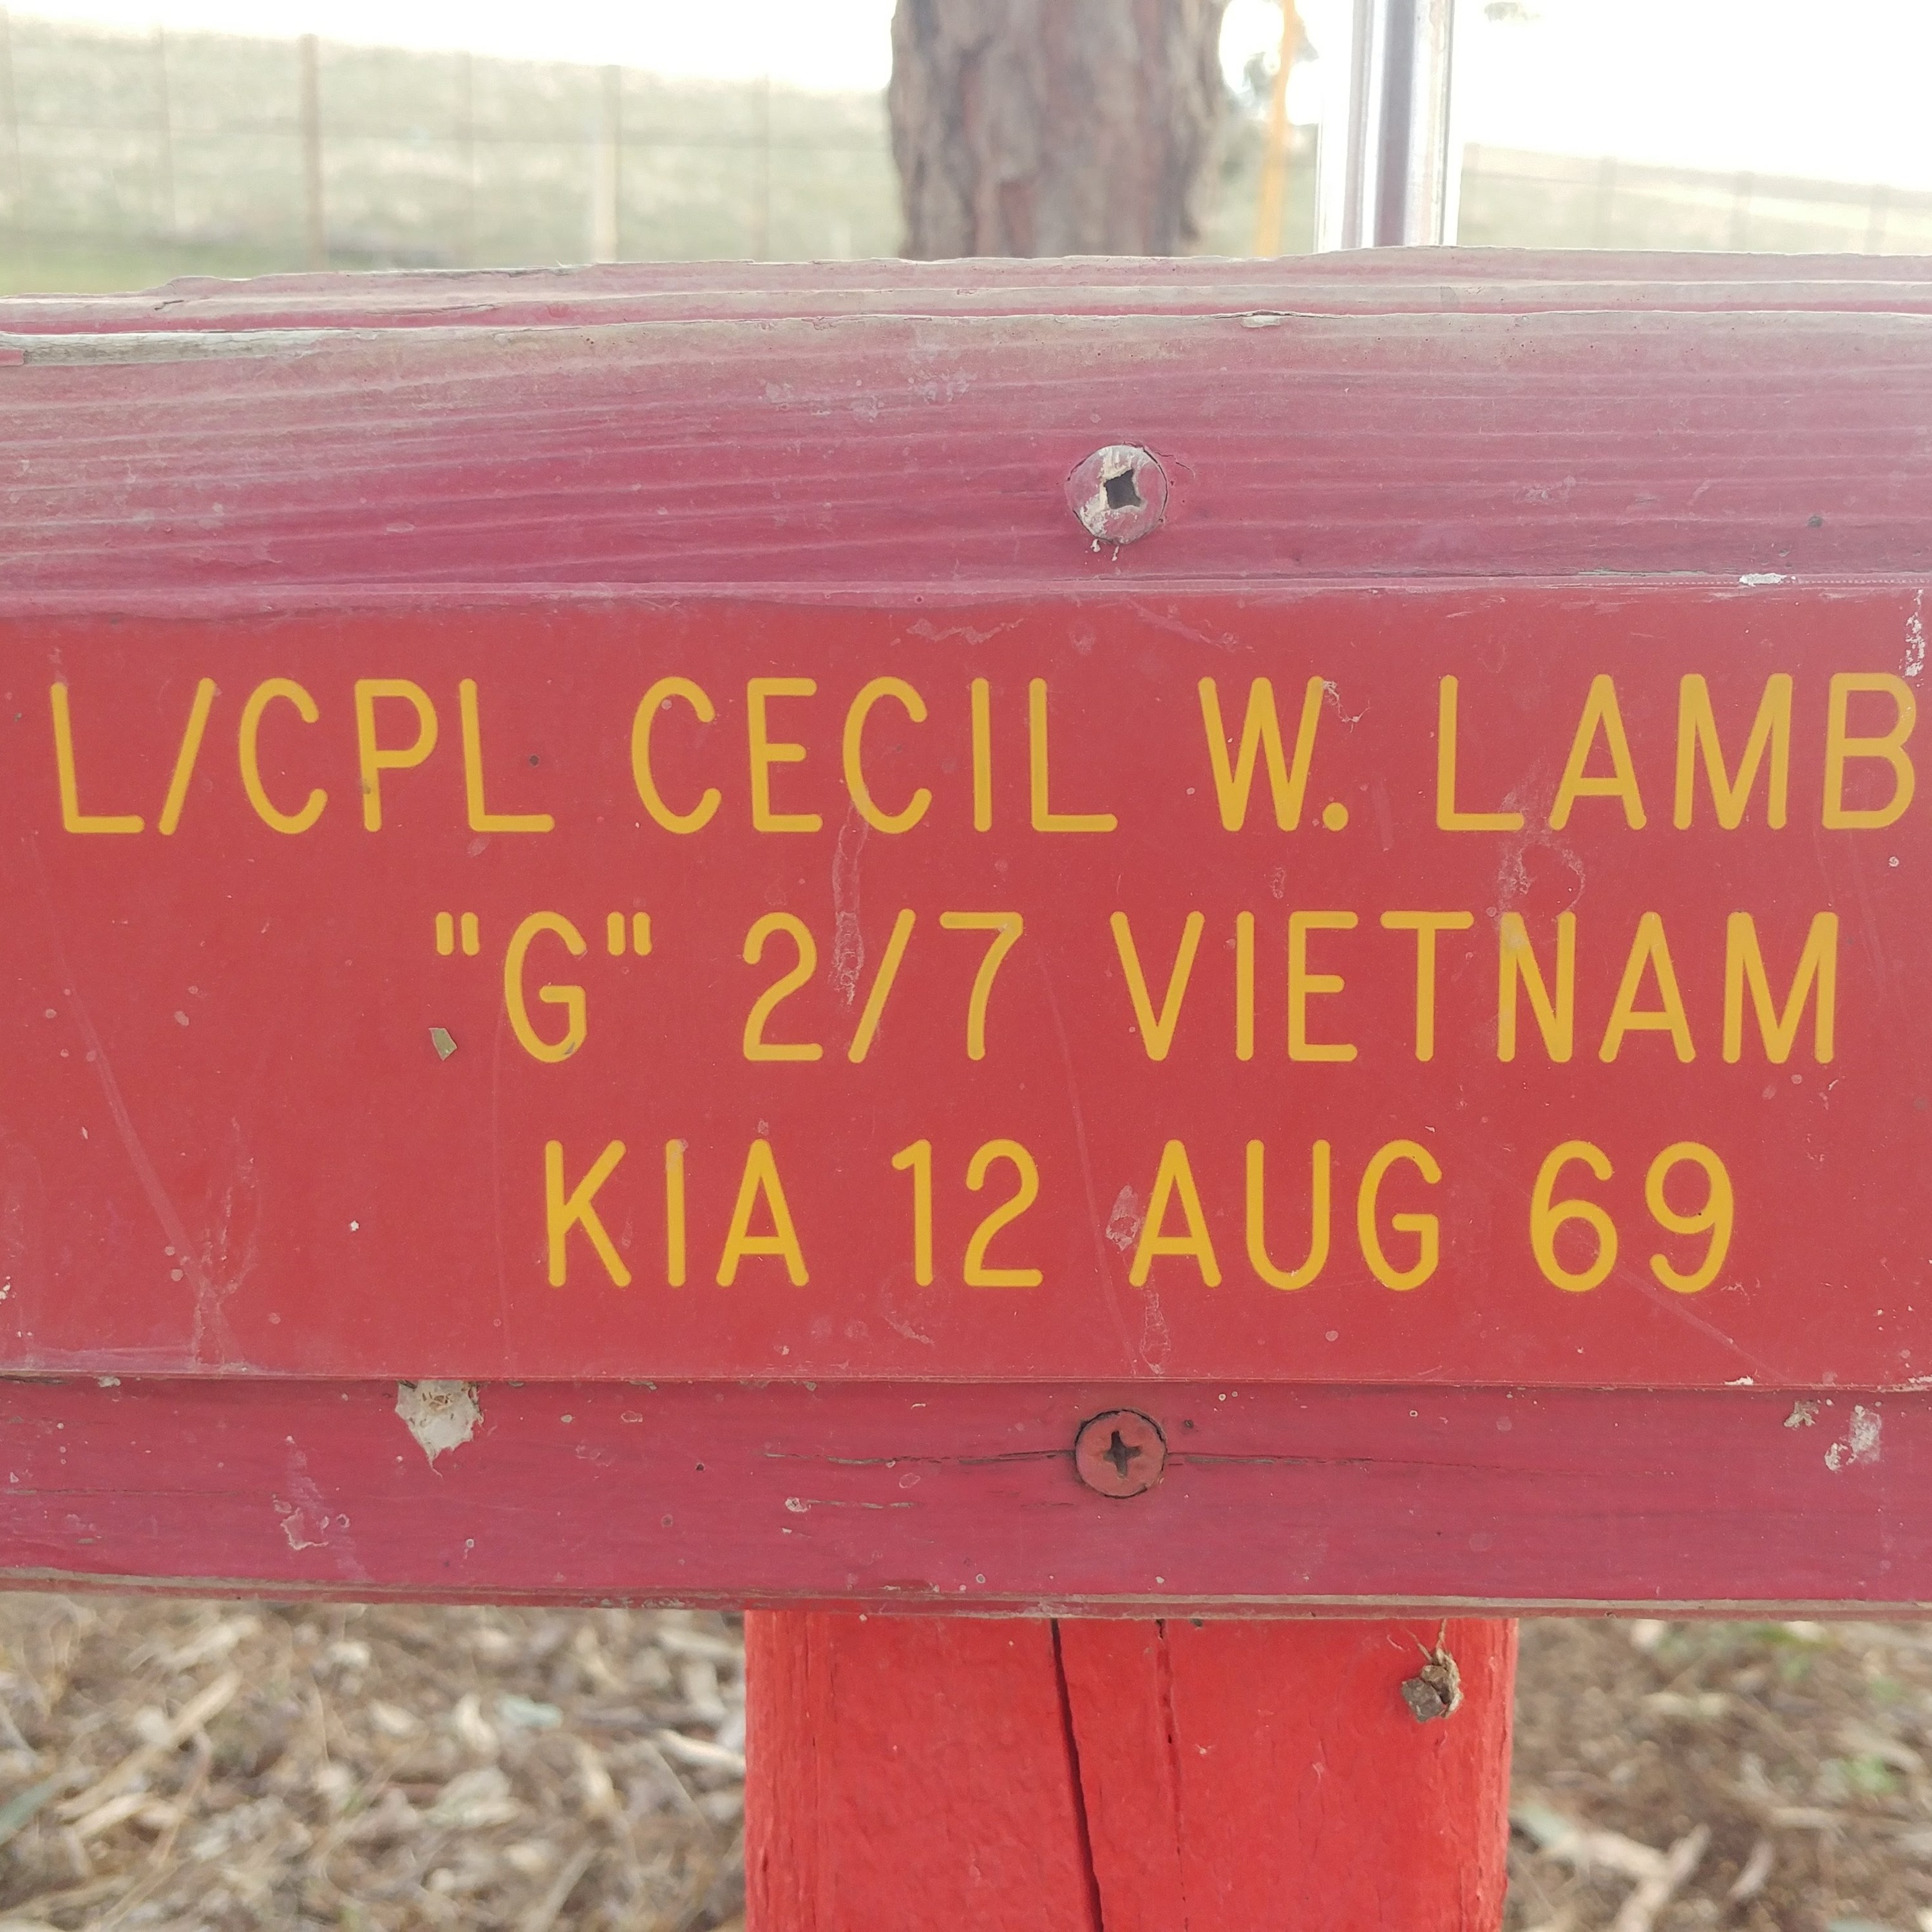 L/CPL CECIL W. LAMB
"G" 2/7 VIETNAM
KIA 12 AUG 69